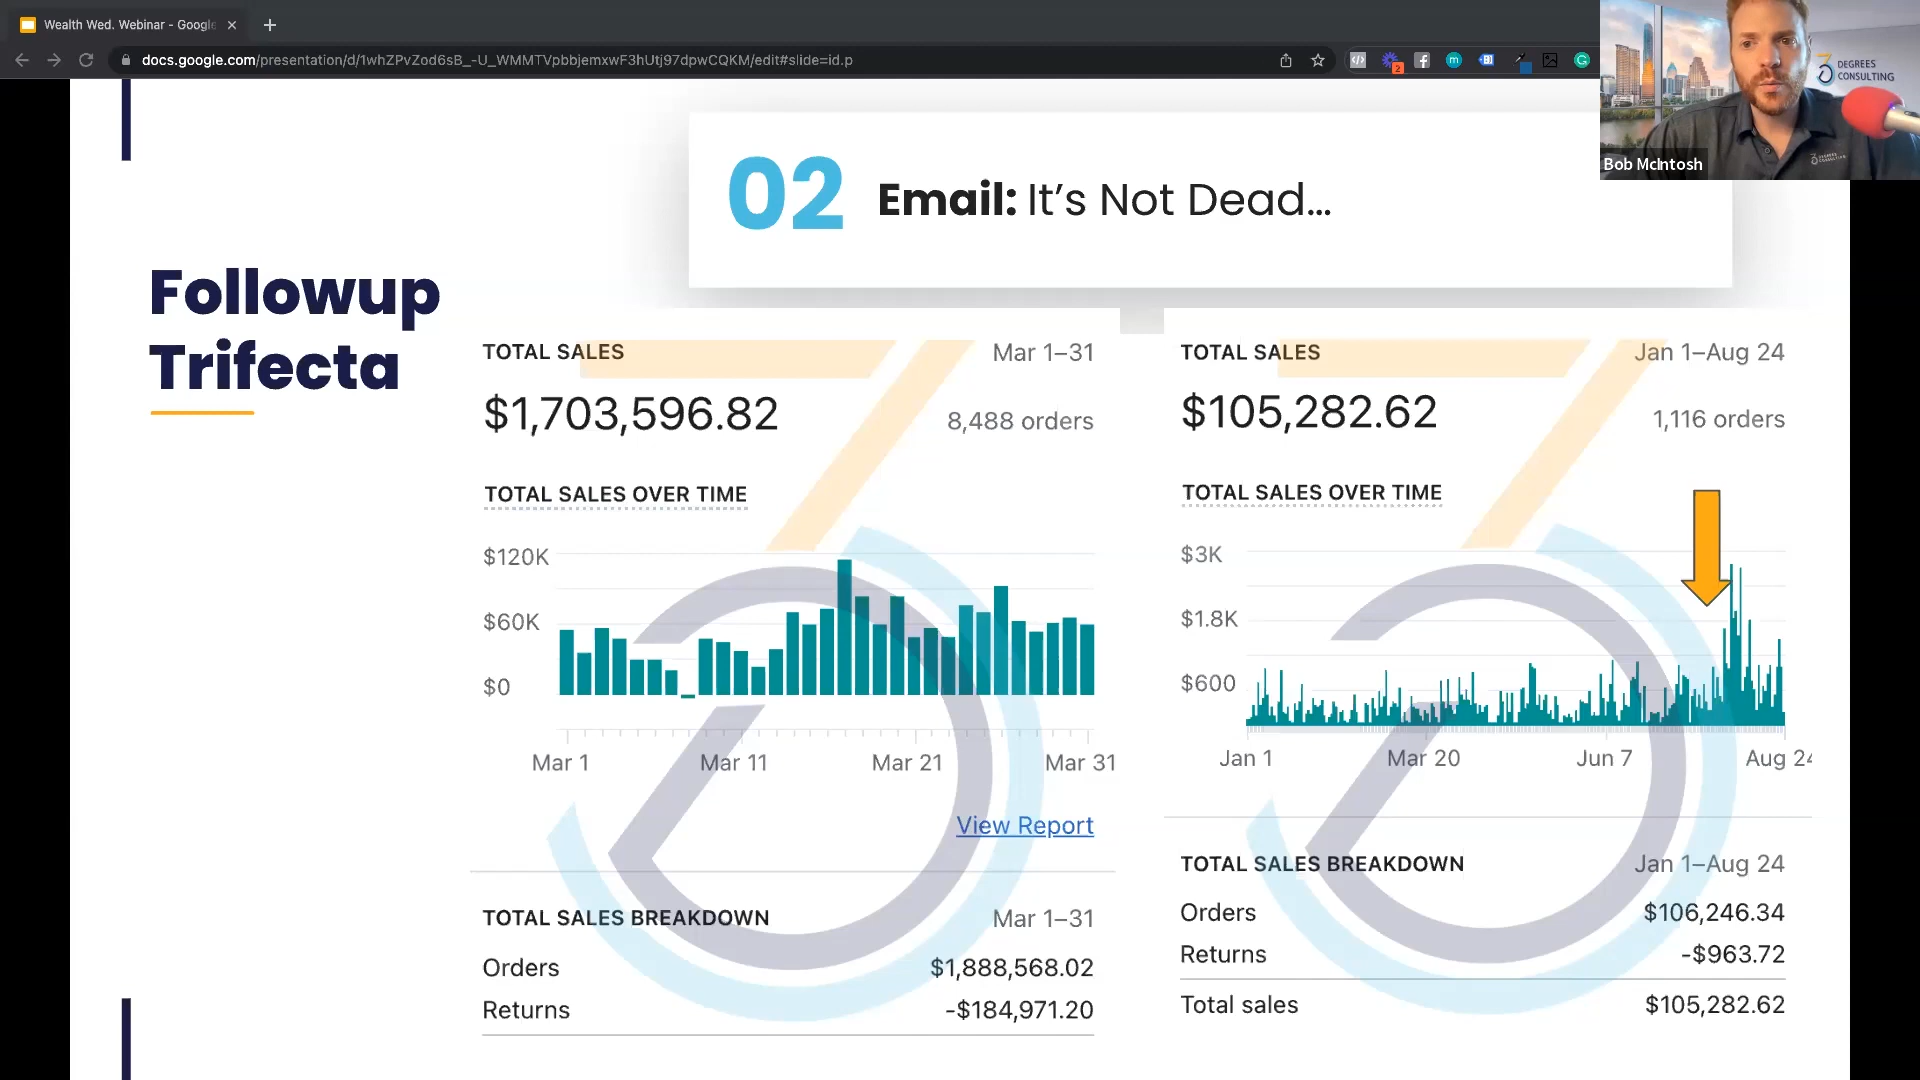 Wealth Wed. Webinar - Google
docs.google.com/presentation/d/1whZPvZod6sB_-U_WMMTVpbbjemxwF3hUtj97dpwCQKM/edit#slide=id.p
2
3 DEGREES
CONSULTING
Bob McIntosh
02 Email: It's Not Dead...
Followup
Trifecta
TOTAL SALES Mar 1–31
$1,703,596.82 8,488 orders
TOTAL SALES OVER TIME
$120K
$60K
$0
Mar 1 Mar 11 Mar 21 Mar 31
View Report
TOTAL SALES BREAKDOWN Mar 1–31
Orders $1,888,568.02
Returns -$184,971.20
TOTAL SALES Jan 1–Aug 24
$105,282.62 1,116 orders
TOTAL SALES OVER TIME
$3K
$1.8K
$600
Jan 1 Mar 20 Jun 7 Aug 24
TOTAL SALES BREAKDOWN Jan 1–Aug 24
Orders $106,246.34
Returns -$963.72
Total sales $105,282.62